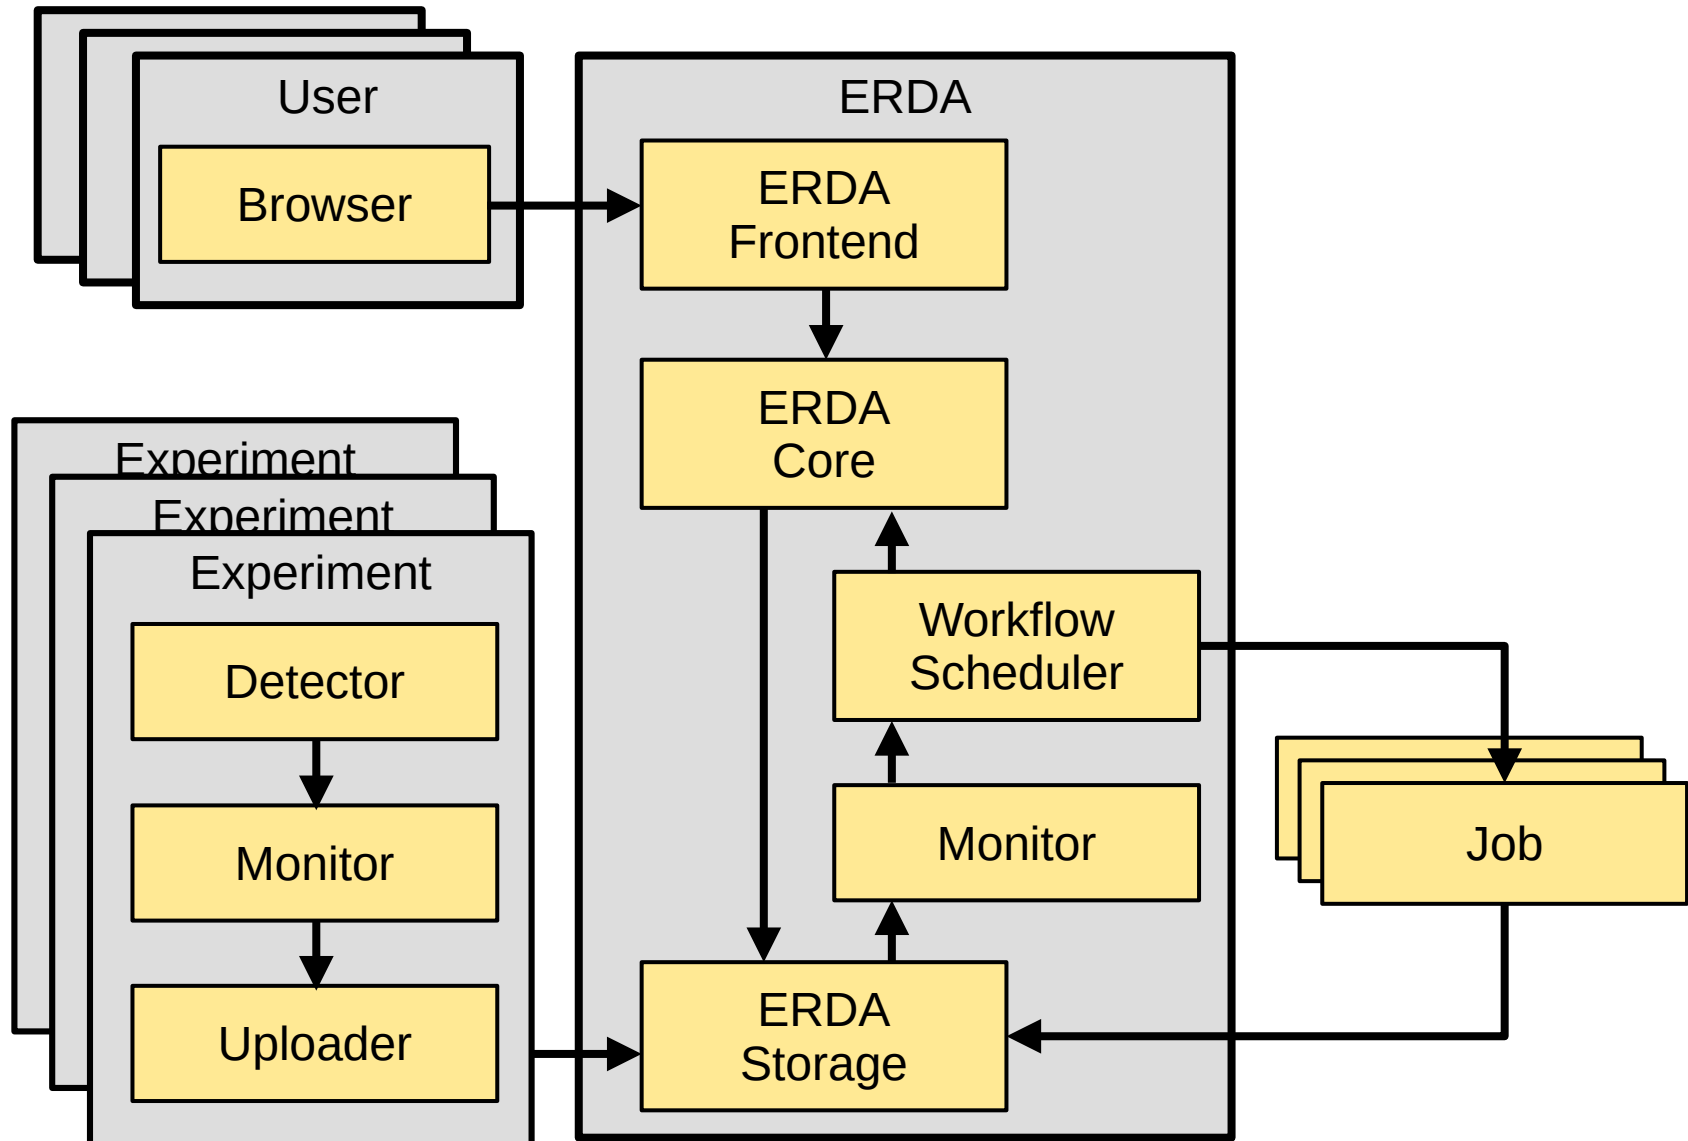 User
Browser
ERDA
ERDA
Frontend
ERDA
Core
Experiment
Experiment
Experiment
Detector
Monitor
Uploader
Workflow
Scheduler
Monitor
ERDA
Storage
Job